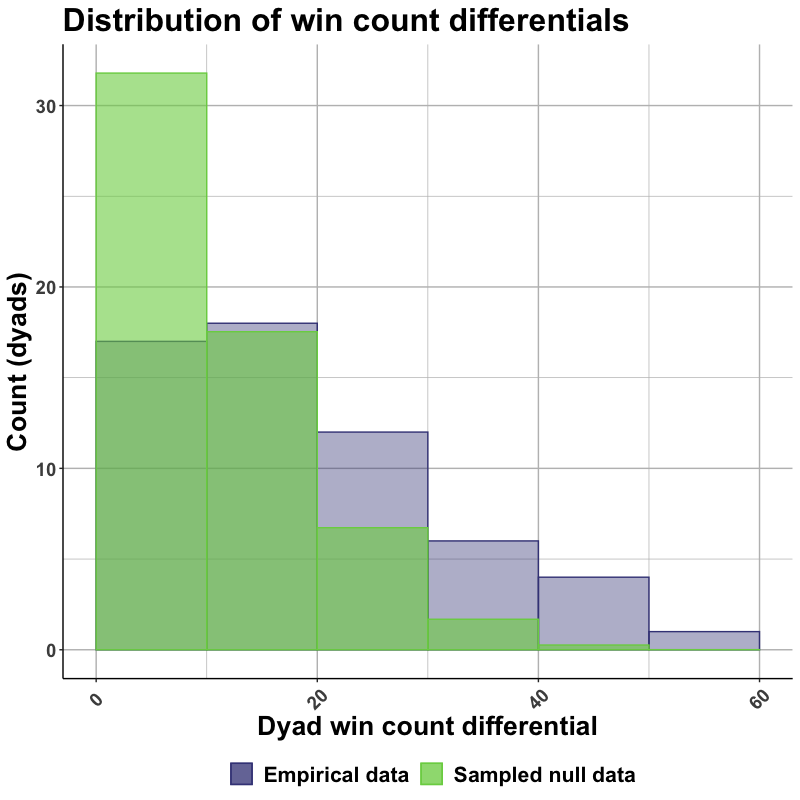 Distribution of win count differentials
Count (dyads)
30
20
10
0
0
20
40
60
Dyad win count differential
Empirical data
Sampled null data